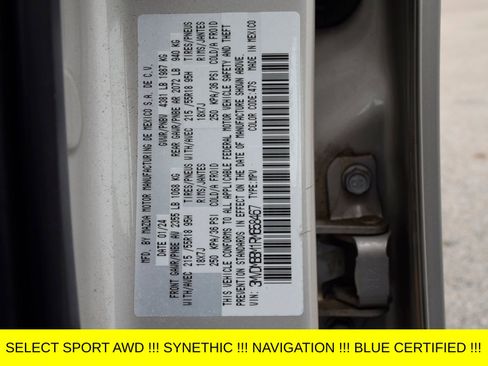 MFD. BY MAZDA MOTOR MANUFACTURING DE MEXICO S.A. DE C.V.
DATE 01/24 GVWR/PNBV 4381 LB 1987 KG
FRONT GAWR/PNBE AV 2355 LB 1068 KG REAR GAWR/PNBE AR 2072 LB 940 KG
WITH/AVEC 215 /55R18 95H TIRES/PNEUS WITH/AVEC 215 /55R18 95H TIRES/PNEUS
18X7J RIMS/JANTES 18X7J RIMS/JANTES
250 KPA/36 PSI COLD/A FROID 250 KPA/36 PSI COLD/A FROID
THIS VEHICLE CONFORMS TO ALL APPLICABLE FEDERAL MOTOR VEHICLE SAFETY AND THEFT
PREVENTION STANDARDS IN EFFECT ON THE DATE OF MANUFACTURE SHOWN ABOVE.
VIN: TYPE:MPV COLOR CODE:47S MADE IN MEXICO
SELECT SPORT AWD !!! SYNETHIC !!! NAVIGATION !!! BLUE CERTIFIED !!!